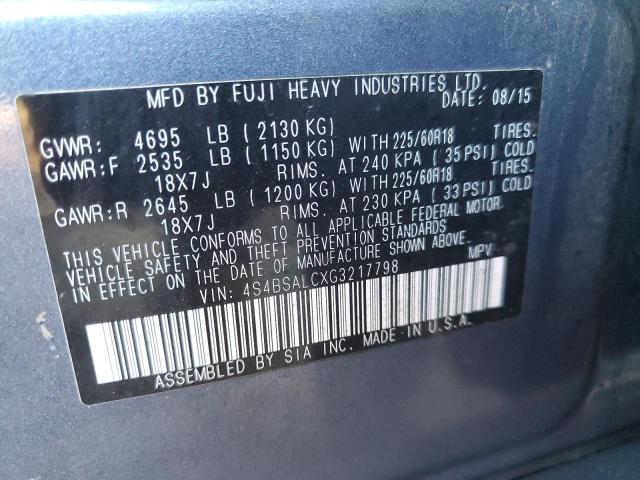 MFD BY FUJI HEAVY INDUSTRIES LTD.
DATE: 08/15
GVWR: 4695 LB (2130 KG)
GAWR:F 2535 LB (1150 KG) WITH 225/60R18 TIRES.
18X7J RIMS. AT 240 KPA (35 PSI) COLD
GAWR:R 2645 LB (1200 KG) WITH 225/60R18 TIRES.
18X7J RIMS. AT 230 KPA (33 PSI) COLD
THIS VEHICLE CONFORMS TO ALL APPLICABLE FEDERAL MOTOR
VEHICLE SAFETY AND THEFT PREVENTION STANDARDS
IN EFFECT ON THE DATE OF MANUFACTURE SHOWN ABOVE.
VIN: 4S4BSALCXG3217798 MPV
ASSEMBLED BY SIA INC. MADE IN U.S.A.